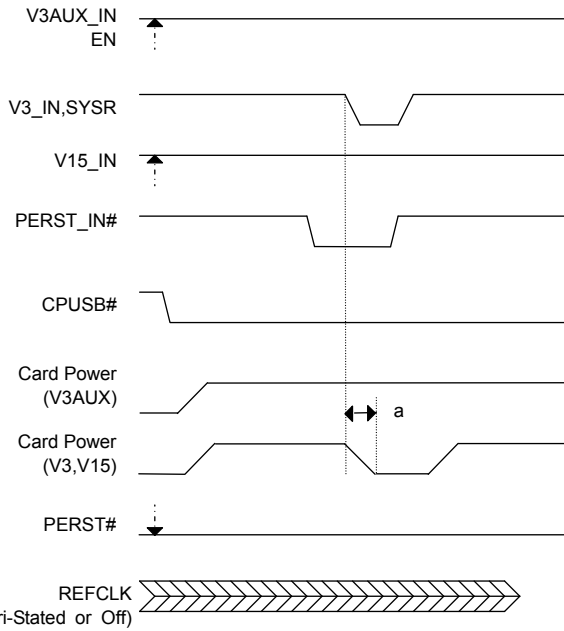 V3AUX_IN
EN
V3_IN,SYSR
V15_IN
PERST_IN#
CPUSB#
Card Power
(V3AUX)
a
Card Power
(V3,V15)
PERST#
REFCLK
ri-Stated or Off)